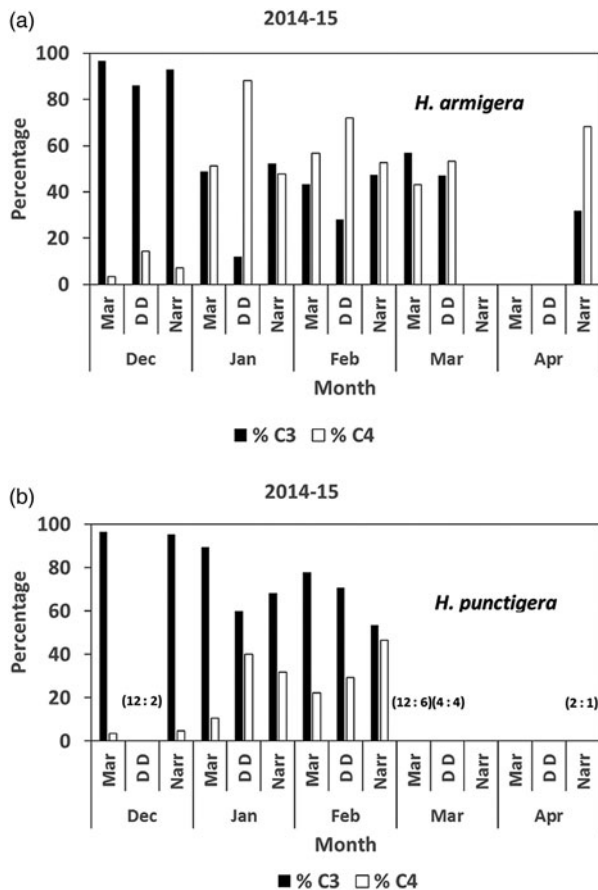 (a)
2014-15
H. armigera
Percentage
100
80
60
40
20
0
Mar D D Narr Mar D D Narr Mar D D Narr Mar D D Narr Mar D D Narr
Dec Jan Feb Mar Apr
Month
% C3 % C4
(b)
2014-15
H. punctigera
Percentage
100
80
60
40
20
0
(12 : 2) (12 : 6) (4 : 4) (2 : 1)
Mar D D Narr Mar D D Narr Mar D D Narr Mar D D Narr Mar D D Narr
Dec Jan Feb Mar Apr
Month
% C3 % C4